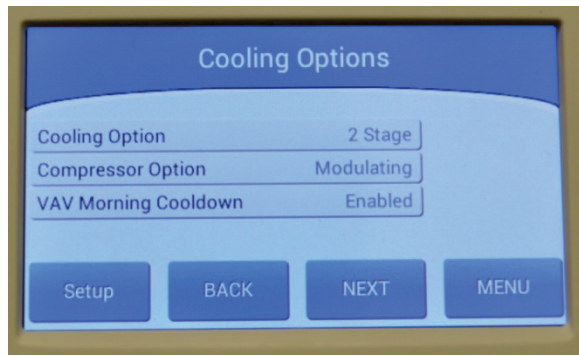 Cooling Options
Cooling Option 2 Stage
Compressor Option Modulating
VAV Morning Cooldown Enabled
Setup BACK NEXT MENU